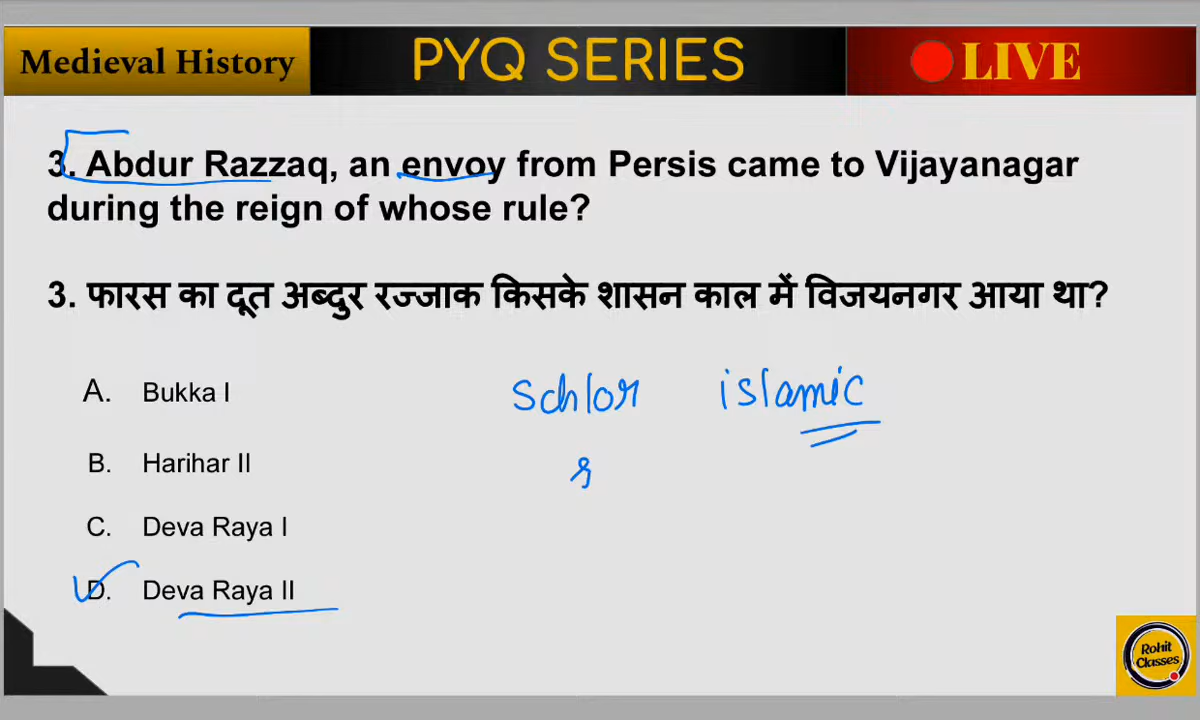 Medieval History
PYQ SERIES
LIVE
3. Abdur Razzaq, an envoy from Persis came to Vijayanagar
during the reign of whose rule?
3. फारस का दूत अब्दुर रज्जाक किसके शासन काल में विजयनगर आया था?
A. Bukka I
Schlor islamic
B. Harihar II
C. Deva Raya I
D. Deva Raya II
Rohit
Classes